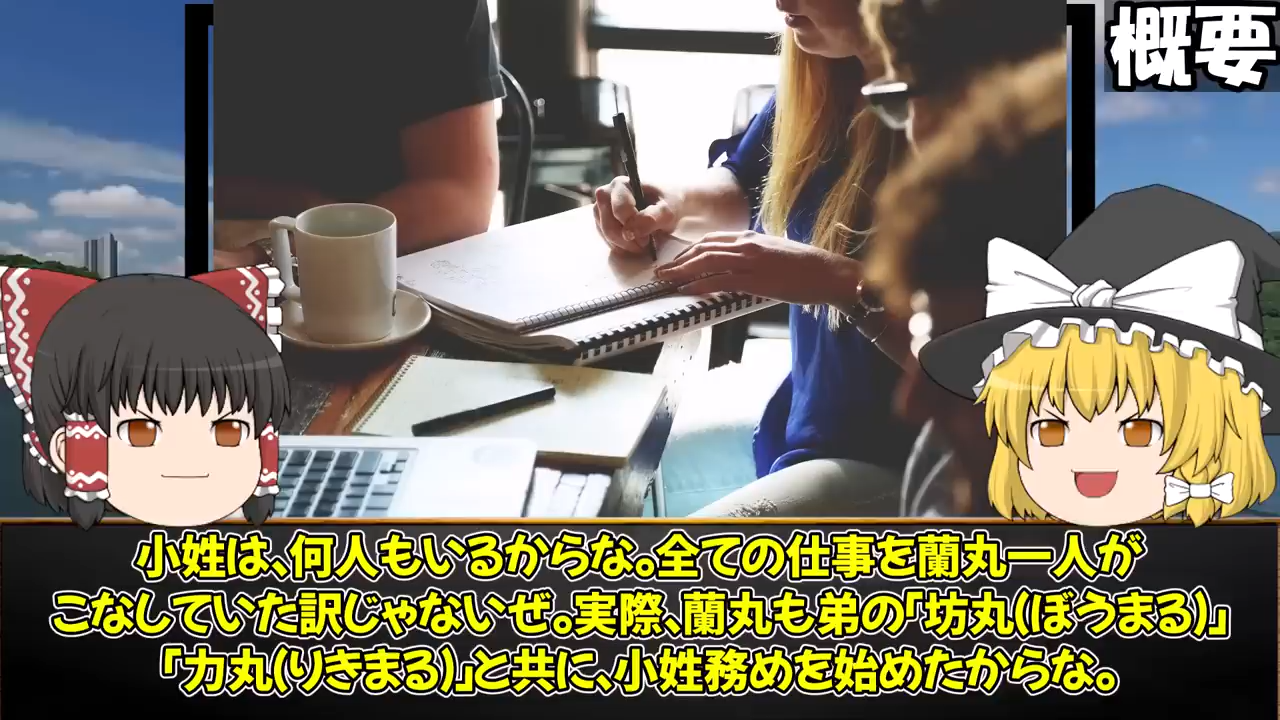 概要
小姓は、何人もいるからな。全ての仕事を蘭丸一人が
こなしていた訳じゃないぜ。実際、蘭丸も弟の「坊丸(ぼうまる)」
「力丸(りきまる)」と共に、小姓務めを始めたからな。